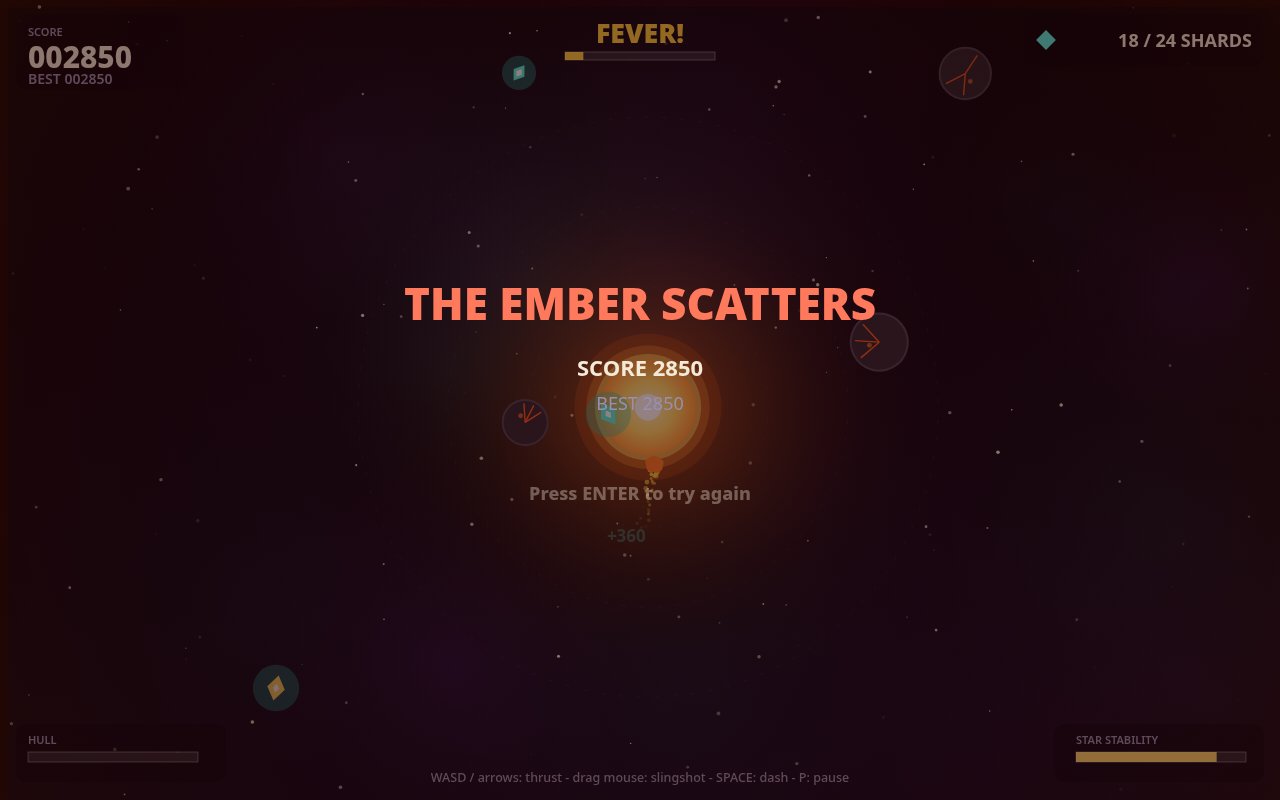 SCORE
002850
BEST 002850
FEVER!
18 / 24 SHARDS
THE EMBER SCATTERS
SCORE 2850
BEST 2850
Press ENTER to try again
+360
HULL
STAR STABILITY
WASD / arrows: thrust - drag mouse: slingshot - SPACE: dash - P: pause